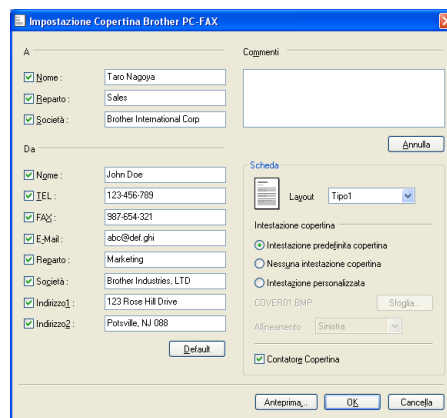 Impostazione Copertina Brother PC-FAX
A
Nome : Taro Nagoya
Reparto : Sales
Società : Brother International Corp
Da
Nome : John Doe
TEL : 123-456-789
FAX : 987-654-321
E-Mail : abc@def.ghi
Reparto : Marketing
Società : Brother Industries, LTD
Indirizzo1 : 123 Rose Hill Drive
Indirizzo2 : Potsville, NJ 088
Default
Commenti
Annulla
Scheda
Layout Tipo1
Intestazione copertina
Intestazione predefinita copertina
Nessuna intestazione copertina
Intestazione personalizzata
COVER01.BMP Sfoglia...
Allineamento Sinistra
Contatore Copertina
Anteprima... OK Cancella